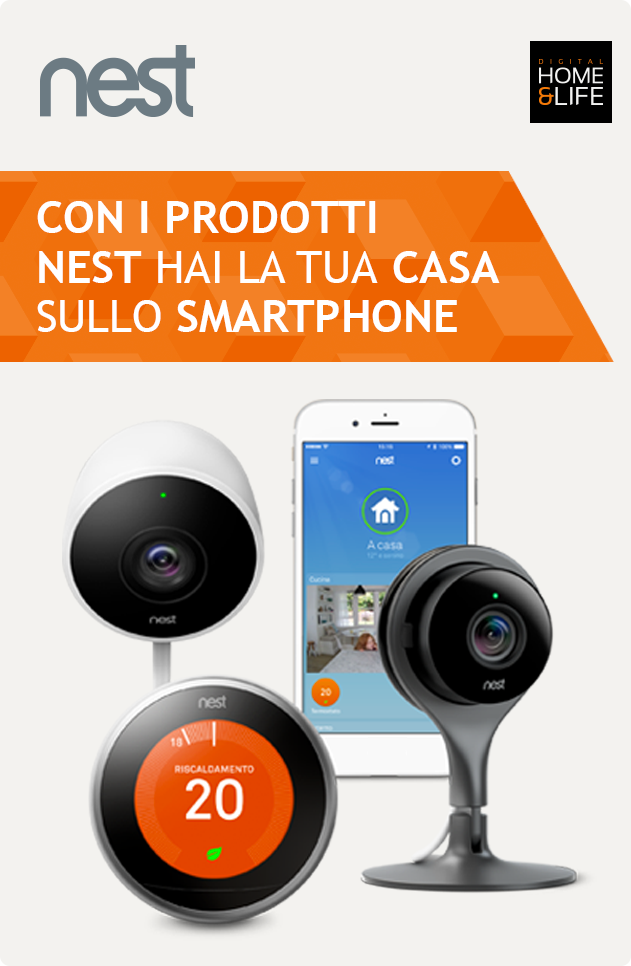 nest
DIGITAL
HOME
&LIFE
CON I PRODOTTI
NEST HAI LA TUA CASA
SULLO SMARTPHONE
nest
A casa
Cucina
20
nest
nest
nest
18
RISCALDAMENTO
20